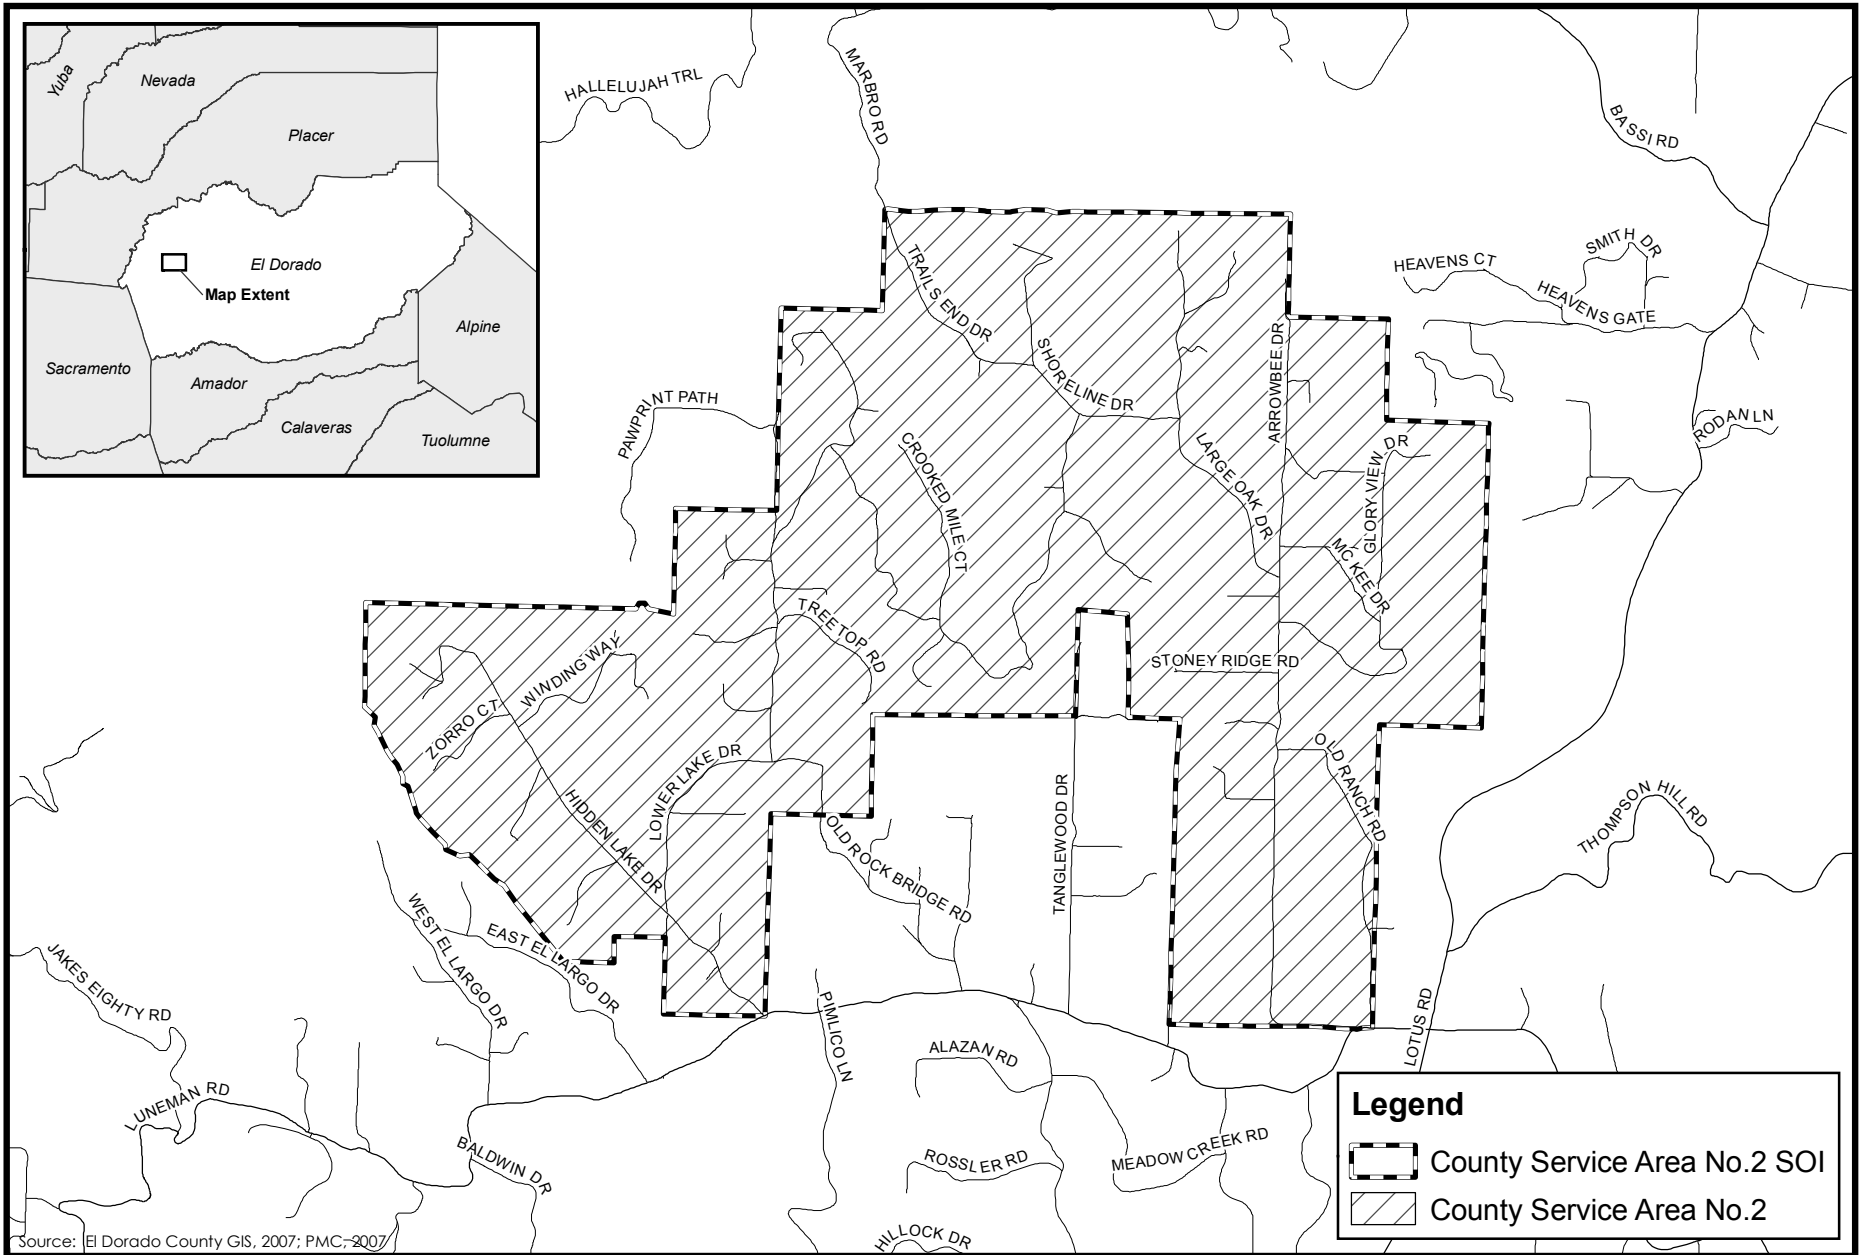 Yuba
Nevada
Placer
El Dorado
Map Extent
Sacramento
Amador
Alpine
Calaveras
Tuolumne
HALLELUJAH TRL
MARBRO RD
BASSI RD
SMITH DR
HEAVENS CT
HEAVENS GATE
TRAILS END DR
SHORELINE DR
ARROWBEE DR
PAWPRINT PATH
RODAN LN
CROOKED MILE CT
LARGE OAK DR
GLORY VIEW DR
MC KEE DR
TREE TOP RD
STONEY RIDGE RD
WINDING WAY
ZORRO CT
LOWER LAKE DR
HIDDEN LAKE DR
OLD RANCH RD
OLD ROCK BRIDGE RD
TANGLEWOOD DR
THOMPSON HILL RD
WEST EL LARGO DR
EAST EL LARGO DR
JAKES EIGHTY RD
PIMLICO LN
LOTUS RD
ALAZAN RD
LUNEMAN RD
BALDWIN DR
ROSSLER RD
MEADOW CREEK RD
HILLOCK DR
Legend
County Service Area No.2 SOI
County Service Area No.2
Source: El Dorado County GIS, 2007; PMC, 2007